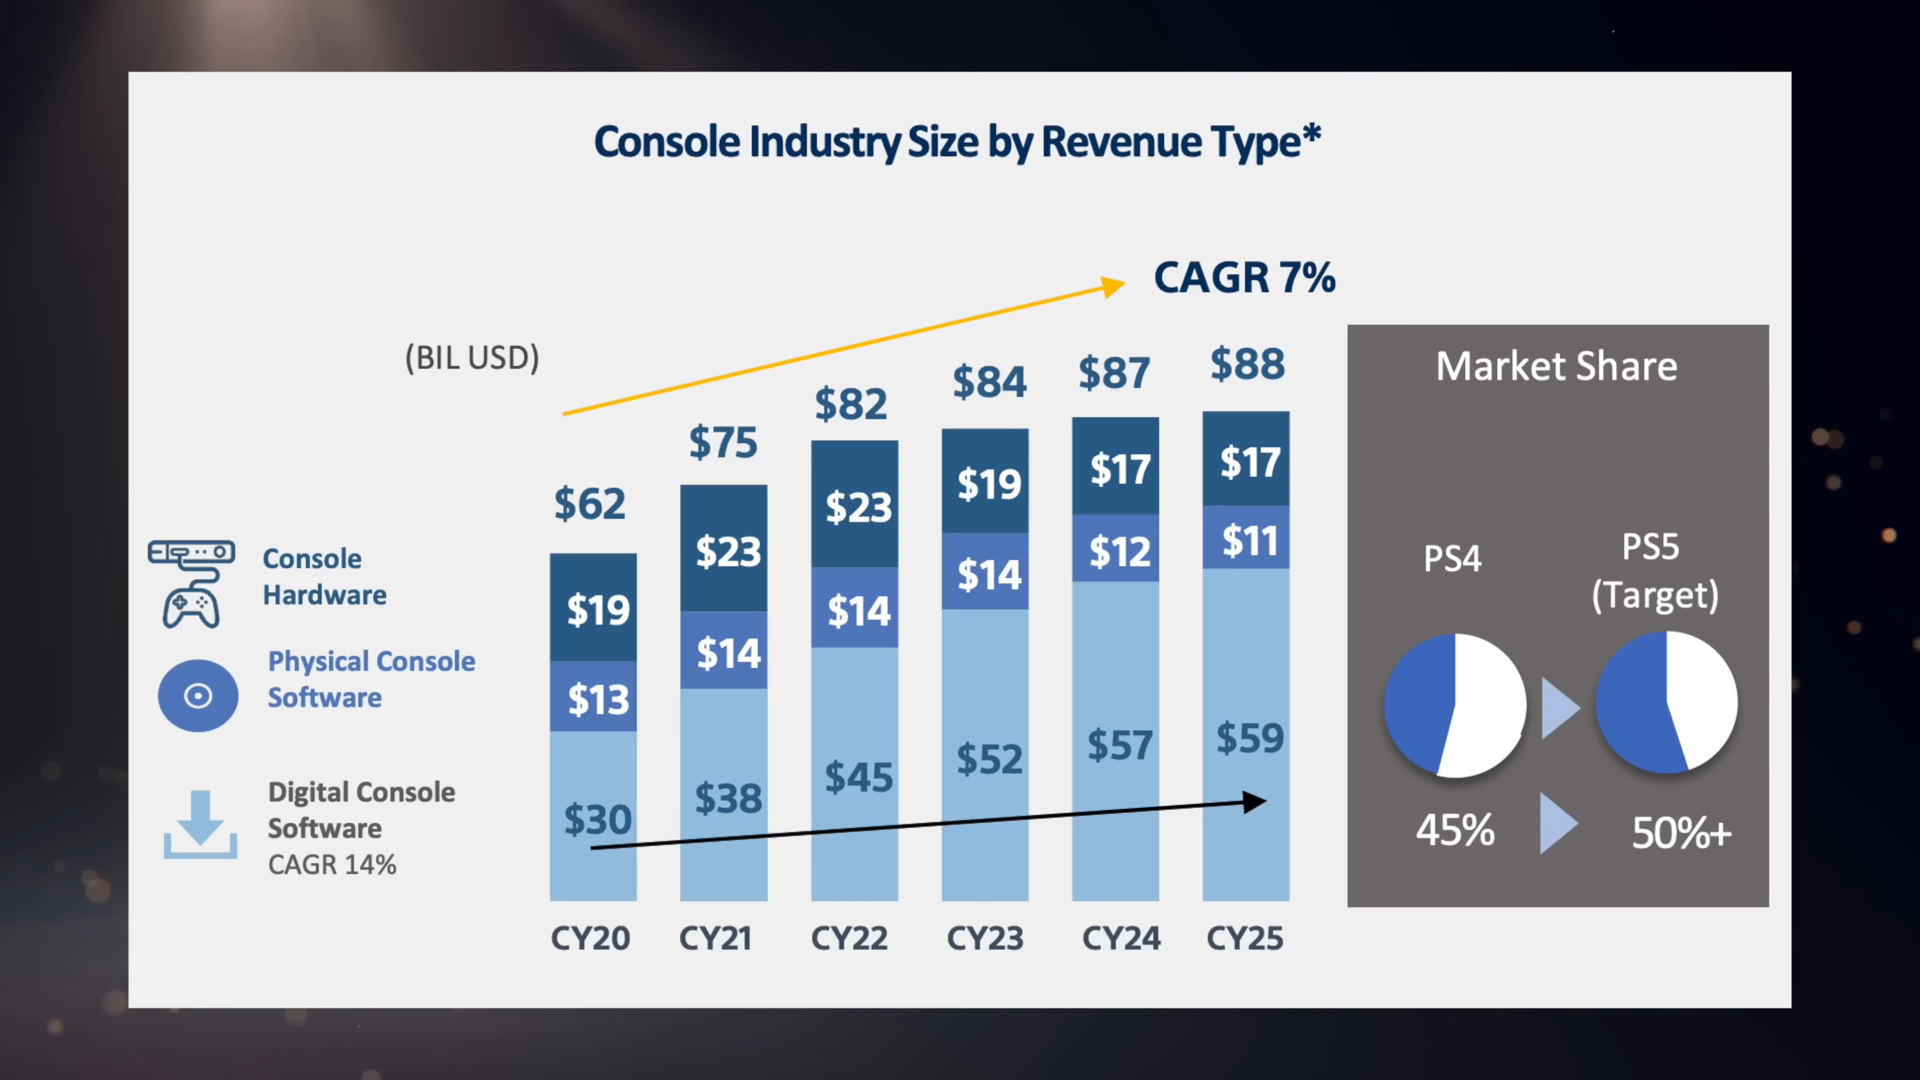 Console Industry Size by Revenue Type*
CAGR 7%
(BIL USD)
$62
$75
$82
$84
$87
$88
Console
Hardware
$19
$23
$23
$19
$17
$17
Physical Console
Software
$13
$14
$14
$14
$12
$11
Digital Console
Software
CAGR 14%
$30
$38
$45
$52
$57
$59
CY20
CY21
CY22
CY23
CY24
CY25
Market Share
PS4
PS5
(Target)
45%
50%+